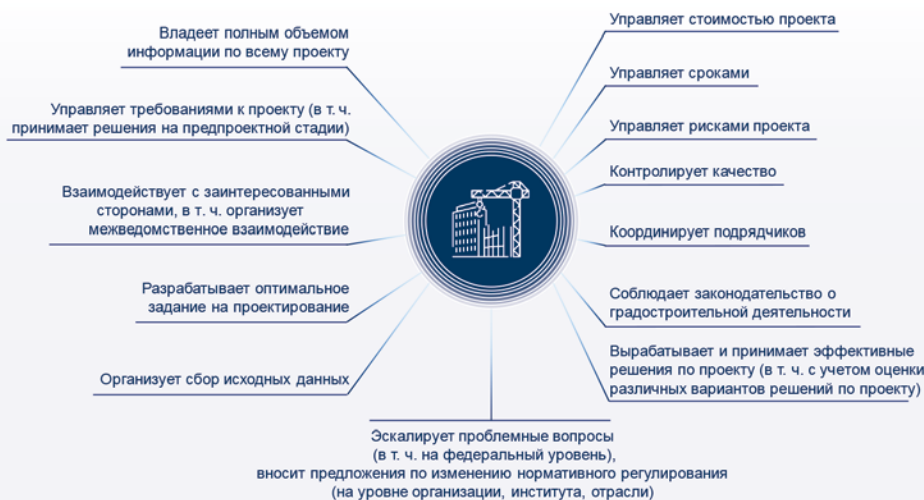 Владеет полным объемом
информации по всему проекту
Управляет требованиями к проекту (в т. ч.
принимает решения на предпроектной стадии)
Взаимодействует с заинтересованными
сторонами, в т. ч. организует
межведомственное взаимодействие
Разрабатывает оптимальное
задание на проектирование
Организует сбор исходных данных
Управляет стоимостью проекта
Управляет сроками
Управляет рисками проекта
Контролирует качество
Координирует подрядчиков
Соблюдает законодательство о
градостроительной деятельности
Вырабатывает и принимает эффективные
решения по проекту (в т. ч. с учетом оценки
различных вариантов решений по проекту)
Эскалирует проблемные вопросы
(в т. ч. на федеральный уровень),
вносит предложения по изменению нормативного регулирования
(на уровне организации, института, отрасли)